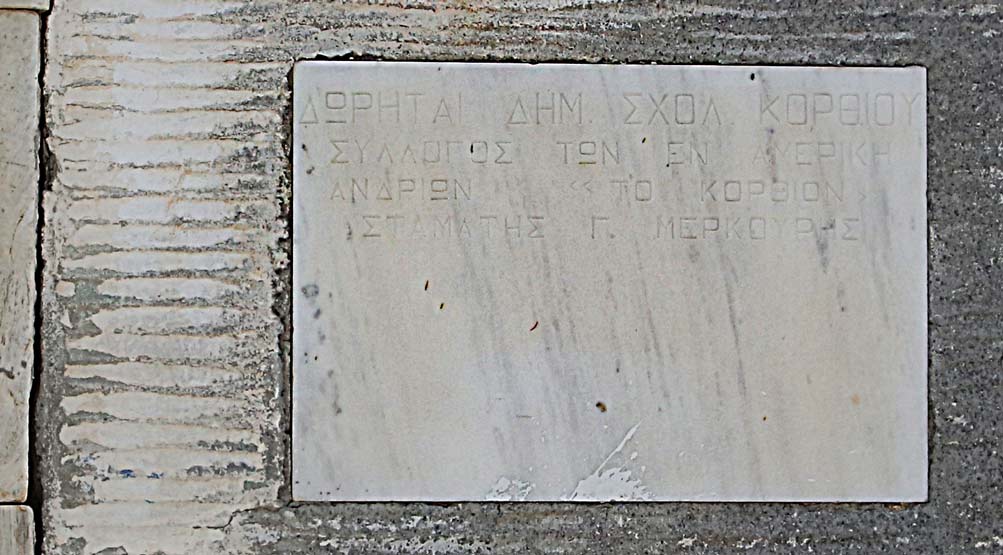 ΔΩΡΗΤΑΙ ΔΗΜ. ΣΧΟΛ. ΚΟΡΘΙΟΥ
ΣΥΛΛΟΓΟΣ ΤΩΝ ΕΝ ΑΜΕΡΙΚΗ
ΑΝΔΡΙΩΝ << ΤΟ ΚΟΡΘΙΟΝ >
ΣΤΑΜΑΤΗΣ Γ. ΜΕΡΚΟΥΡΗΣ